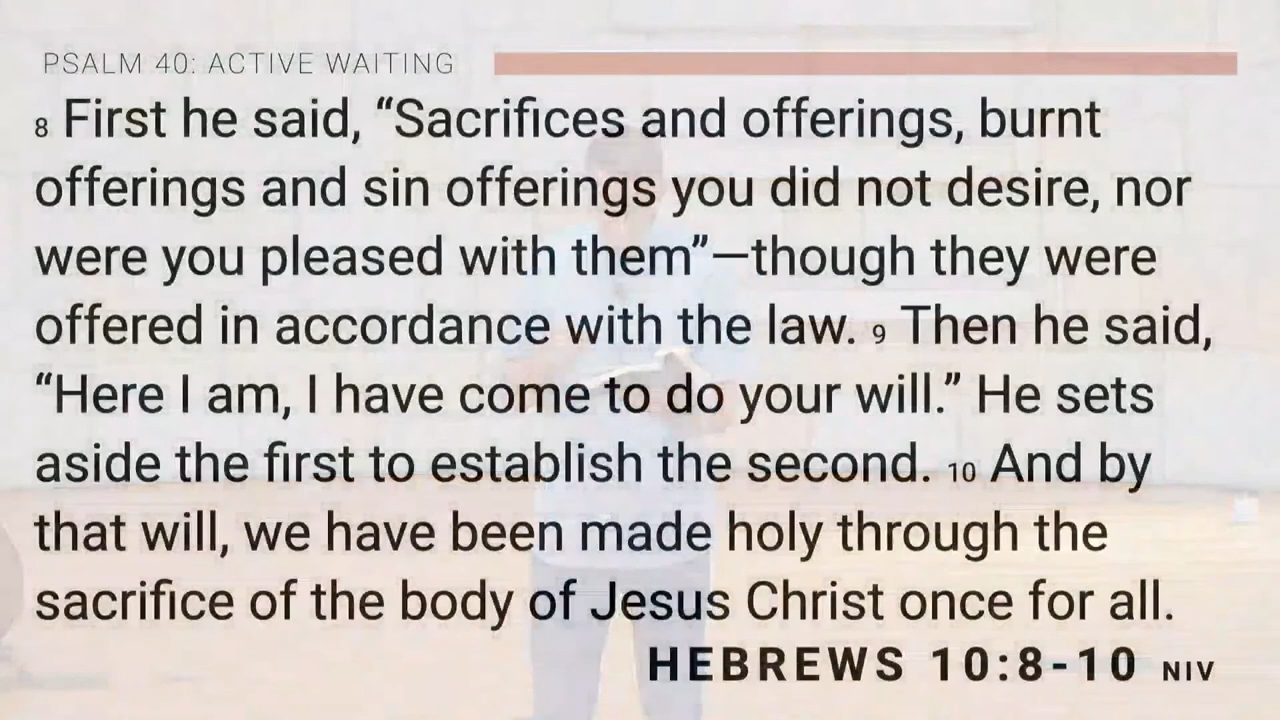 PSALM 40: ACTIVE WAITING
8 First he said, “Sacrifices and offerings, burnt
offerings and sin offerings you did not desire, nor
were you pleased with them”—though they were
offered in accordance with the law. 9 Then he said,
“Here I am, I have come to do your will.” He sets
aside the first to establish the second. 10 And by
that will, we have been made holy through the
sacrifice of the body of Jesus Christ once for all.
HEBREWS 10:8-10 NIV